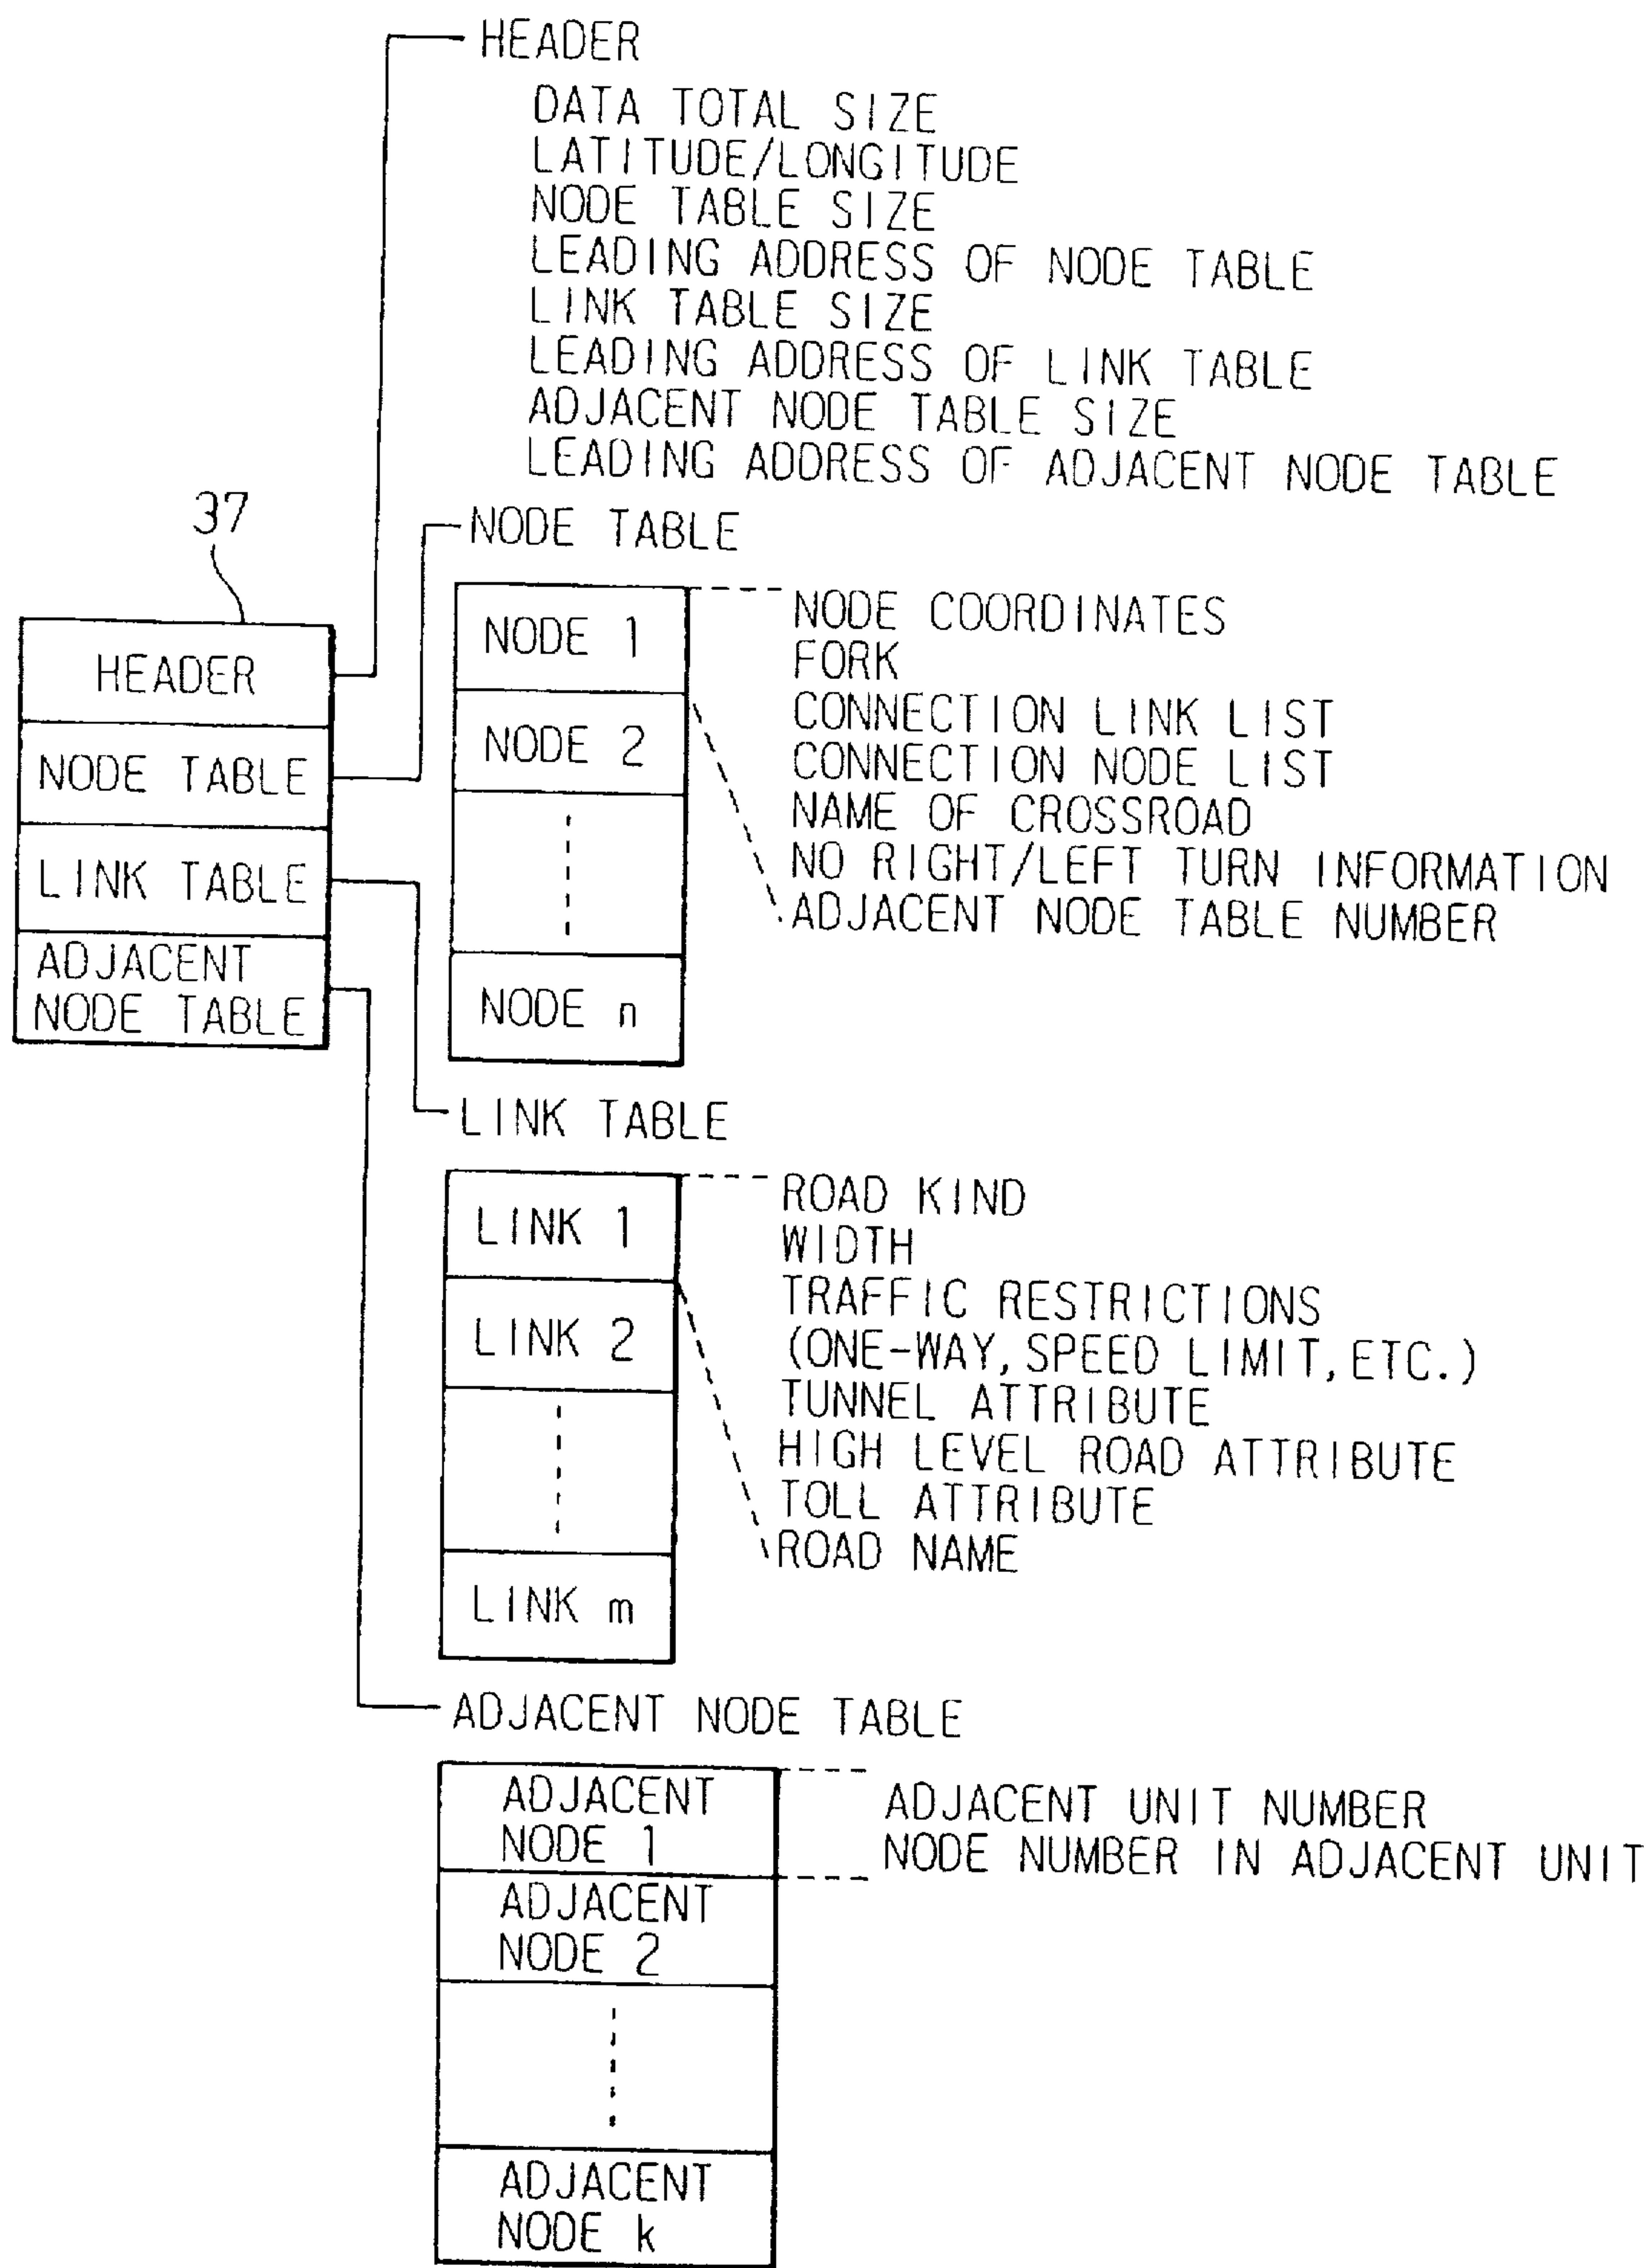 HEADER
DATA TOTAL SIZE
LATITUDE/LONGITUDE
NODE TABLE SIZE
LEADING ADDRESS OF NODE TABLE
LINK TABLE SIZE
LEADING ADDRESS OF LINK TABLE
ADJACENT NODE TABLE SIZE
LEADING ADDRESS OF ADJACENT NODE TABLE
37
HEADER
NODE TABLE
LINK TABLE
ADJACENT
NODE TABLE
NODE TABLE
NODE 1
NODE 2
NODE n
NODE COORDINATES
FORK
CONNECTION LINK LIST
CONNECTION NODE LIST
NAME OF CROSSROAD
NO RIGHT/LEFT TURN INFORMATION
ADJACENT NODE TABLE NUMBER
LINK TABLE
LINK 1
LINK 2
LINK m
ROAD KIND
WIDTH
TRAFFIC RESTRICTIONS
(ONE-WAY, SPEED LIMIT, ETC.)
TUNNEL ATTRIBUTE
HIGH LEVEL ROAD ATTRIBUTE
TOLL ATTRIBUTE
ROAD NAME
ADJACENT NODE TABLE
ADJACENT
NODE 1
ADJACENT
NODE 2
ADJACENT
NODE k
ADJACENT UNIT NUMBER
NODE NUMBER IN ADJACENT UNIT